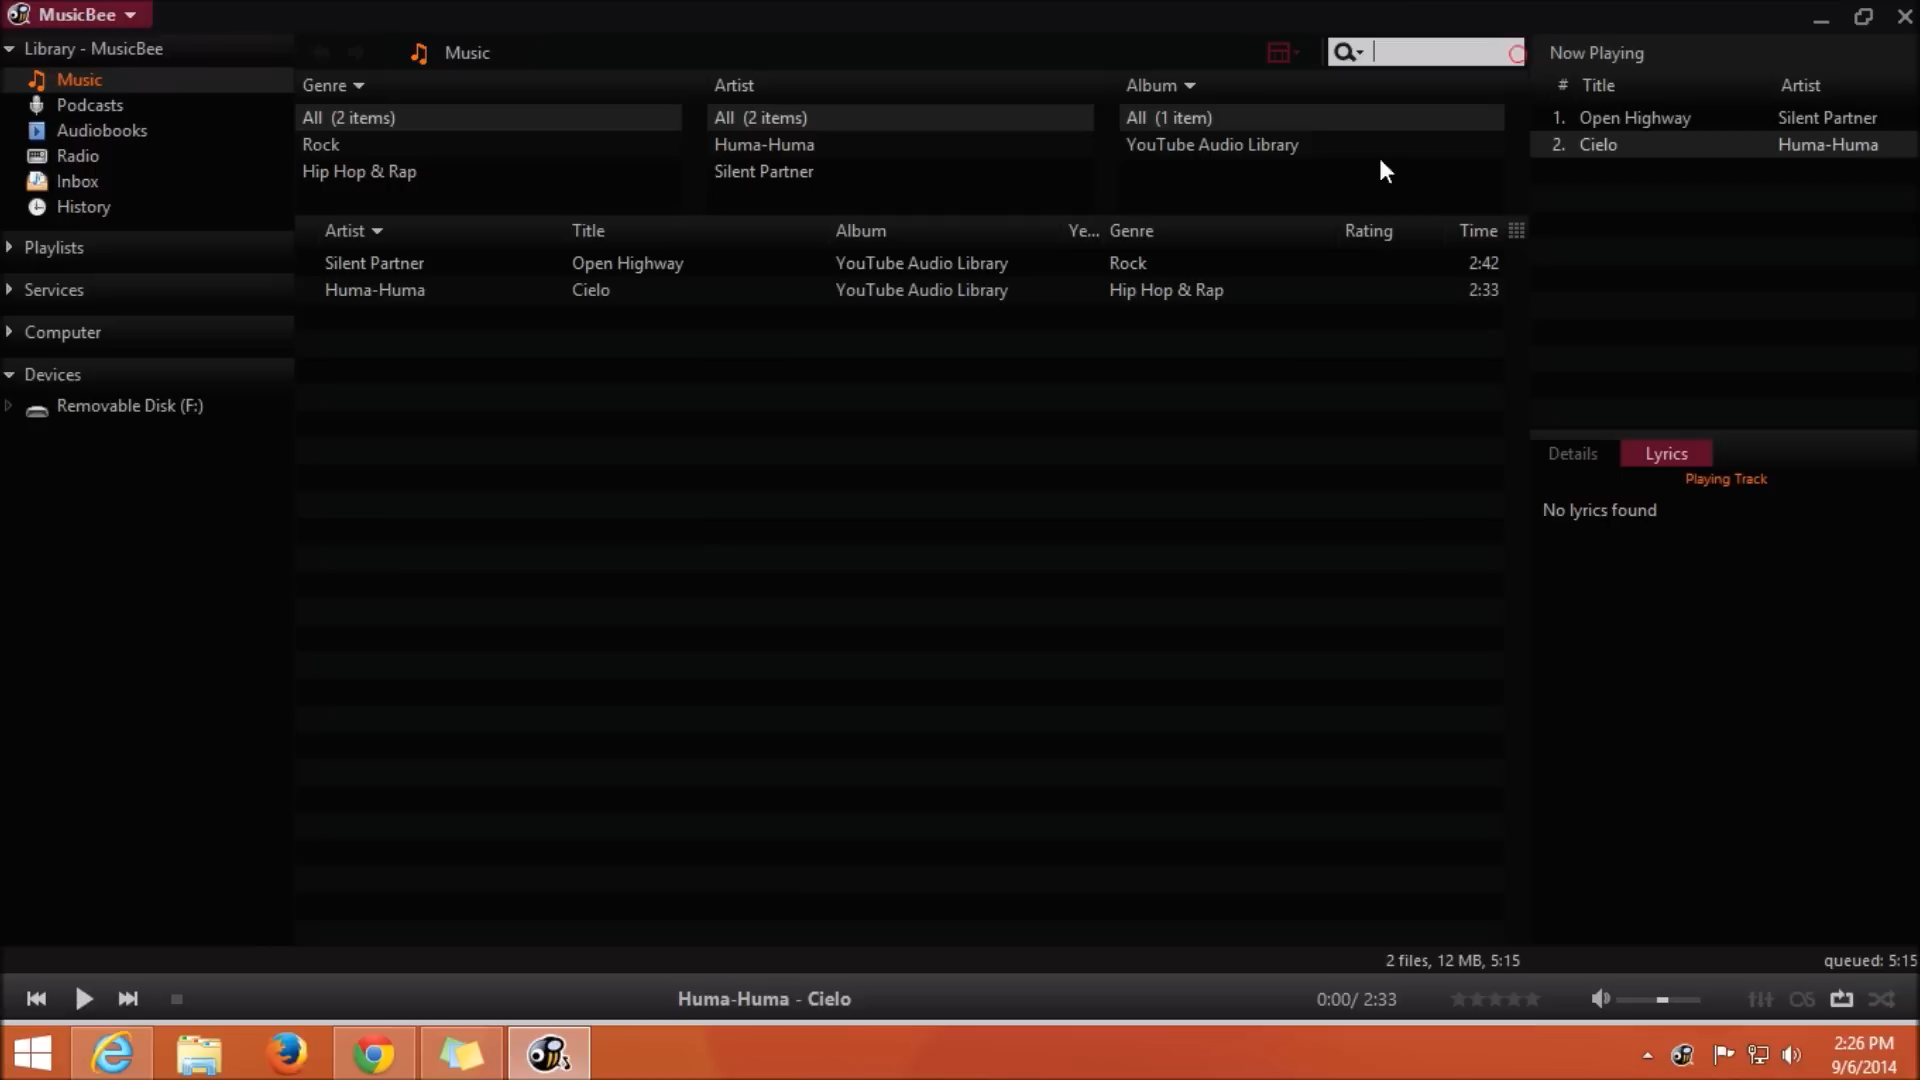 MusicBee
Library - MusicBee
Music
Podcasts
Audiobooks
Radio
Inbox
History
Playlists
Services
Computer
Devices
Removable Disk (F:)
Music
Genre
All (2 items)
Rock
Hip Hop & Rap
Artist
All (2 items)
Huma-Huma
Silent Partner
Album
All (1 item)
YouTube Audio Library
Artist Title Album Ye... Genre Rating Time
Silent Partner Open Highway YouTube Audio Library Rock 2:42
Huma-Huma Cielo YouTube Audio Library Hip Hop & Rap 2:33
Now Playing
# Title Artist
1. Open Highway Silent Partner
2. Cielo Huma-Huma
Details Lyrics
Playing Track
No lyrics found
2 files, 12 MB, 5:15
queued: 5:15
Huma-Huma - Cielo
0:00/ 2:33
2:26 PM
9/6/2014